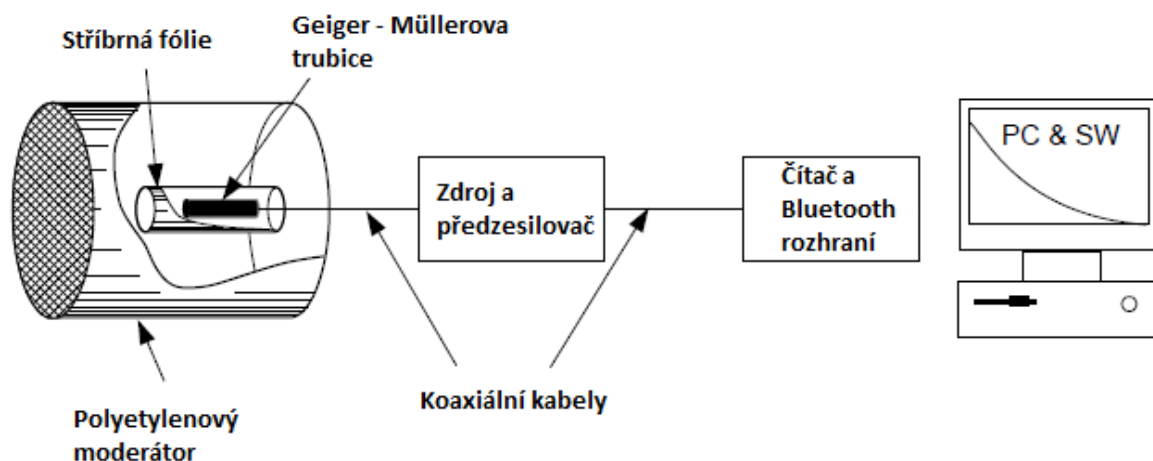 Stříbrná fólie
Geiger - Müllerova
trubice
Zdroj a
předzesilovač
Čítač a
Bluetooth
rozhraní
PC & SW
Koaxiální kabely
Polyetylenový
moderátor